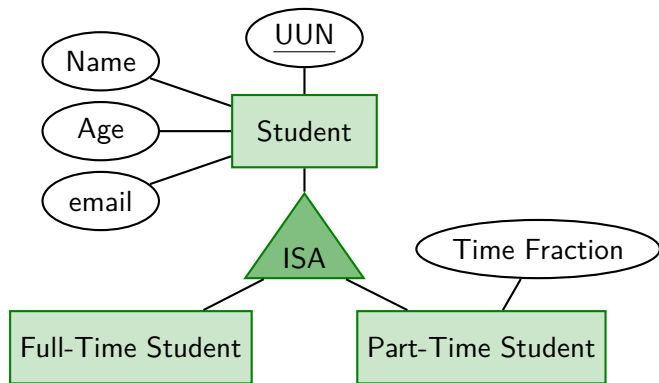 UUN
Name
Age
Student
email
ISA
Time Fraction
Full-Time Student
Part-Time Student